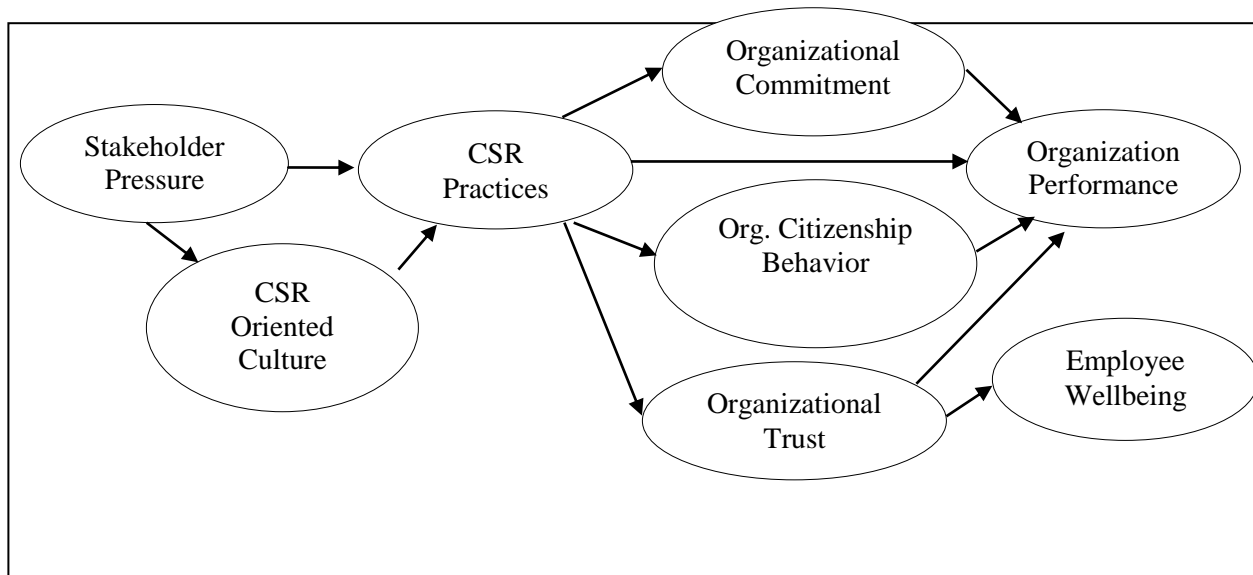 Organizational
Commitment
Stakeholder
Pressure
CSR
Practices
Organization
Performance
Org. Citizenship
Behavior
CSR
Oriented
Culture
Employee
Wellbeing
Organizational
Trust